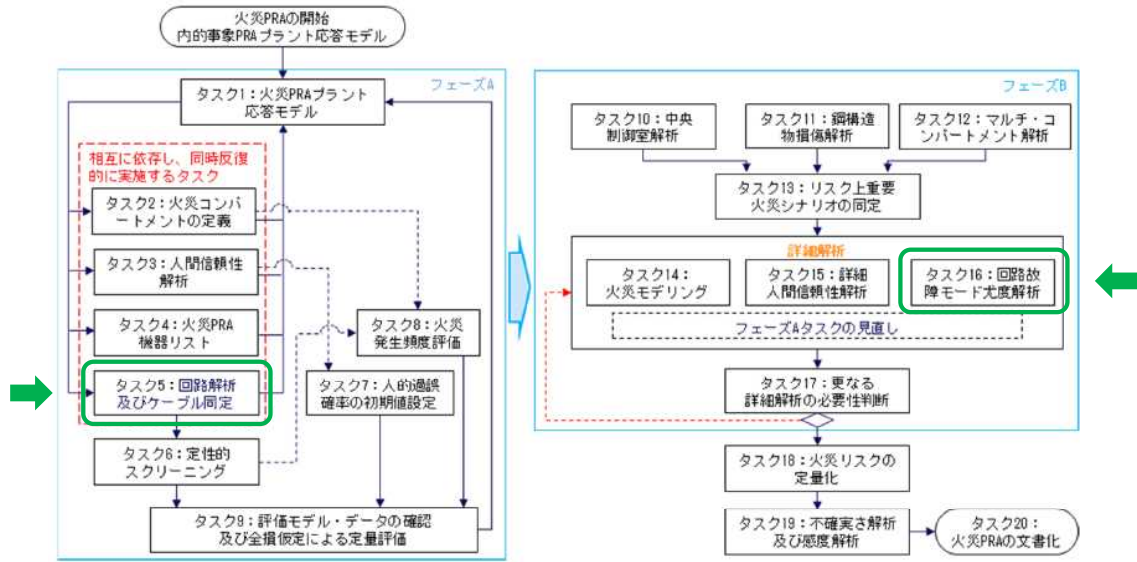 火災PRAの開始
内的事象PRAプラント応答モデル
フェーズA
タスク1：火災PRAプラント
応答モデル
相互に依存し、同時反復
的に実施するタスク
タスク2：火災コンパ
ートメントの定義
タスク3：人間信頼性
解析
タスク4：火災PRA
機器リスト
タスク5：回路解析
及びケーブル同定
タスク6：定性的
スクリーニング
タスク8：火災
発生頻度評価
タスク7：人的過誤
確率の初期値設定
タスク9：評価モデル・データの確認
及び全損仮定による定量評価
フェーズB
タスク10：中央
制御室解析
タスク11：鋼構造
物損傷解析
タスク12：マルチ・コ
ンパートメント解析
タスク13：リスク上重要
火災シナリオの同定
詳細解析
タスク14：
火災モデリング
タスク15：詳細
人間信頼性解析
タスク16：回路故
障モード尤度解析
フェーズAタスクの見直し
タスク17：更なる
詳細解析の必要性判断
タスク18：火災リスクの
定量化
タスク19：不確実さ解析
及び感度解析
タスク20：
火災PRAの文書化